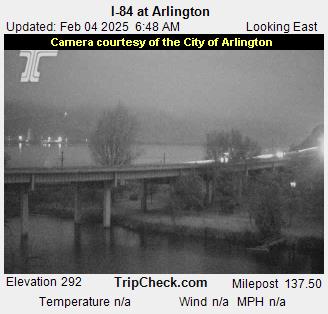 I-84 at Arlington
Updated: Feb 04 2025 6:48 AM Looking East
Camera courtesy of the City of Arlington
Elevation 292 TripCheck.com Milepost 137.50
Temperature n/a Wind n/a MPH n/a